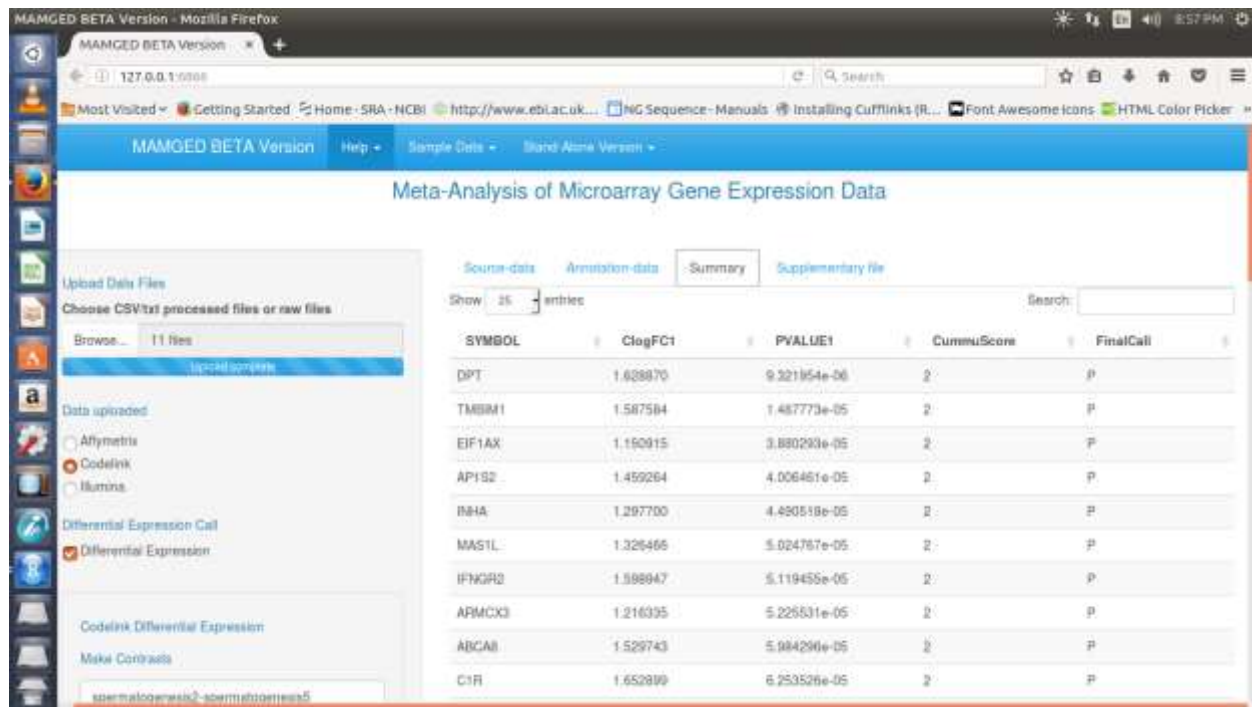 MAMGED BETA Version - Mozilla Firefox
En 8:57 PM
MAMGED BETA Version × +
127.0.0.1:6868
Search
Most Visited Getting Started Home - SRA - NCBI http://www.ebi.ac.uk... NG Sequence - Manuals Installing Cufflinks (R... Font Awesome Icons HTML Color Picker »
MAMGED BETA Version Help Sample Data Stand Alone Version
Meta-Analysis of Microarray Gene Expression Data
Source-data Annotation-data Summary Supplementary file
Upload Data Files
Show 25 entries Search:
Choose CSV/txt processed files or raw files
Browse... 11 files
Upload complete
SYMBOL ClogFC1 PVALUE1 CummuScore FinalCall
DPT 1.628870 9.321954e-06 2 P
TMBIM1 1.587584 1.487773e-05 2 P
EIF1AX 1.150915 3.880293e-05 2 P
AP1S2 1.459264 4.006461e-05 2 P
INHA 1.297700 4.490518e-05 2 P
MAS1L 1.326466 5.024767e-05 2 P
IFNGR2 1.598947 5.119455e-05 2 P
ARMCX3 1.216335 5.225531e-05 2 P
ABCA8 1.529743 5.984296e-05 2 P
C1R 1.652899 6.253526e-05 2 P
Data uploaded
Affymetrix
Codelink
Illumina
Differential Expression Call
Differential Expression
Codelink Differential Expression
Make Contrasts
spermatogenesis2-spermatogenesis5